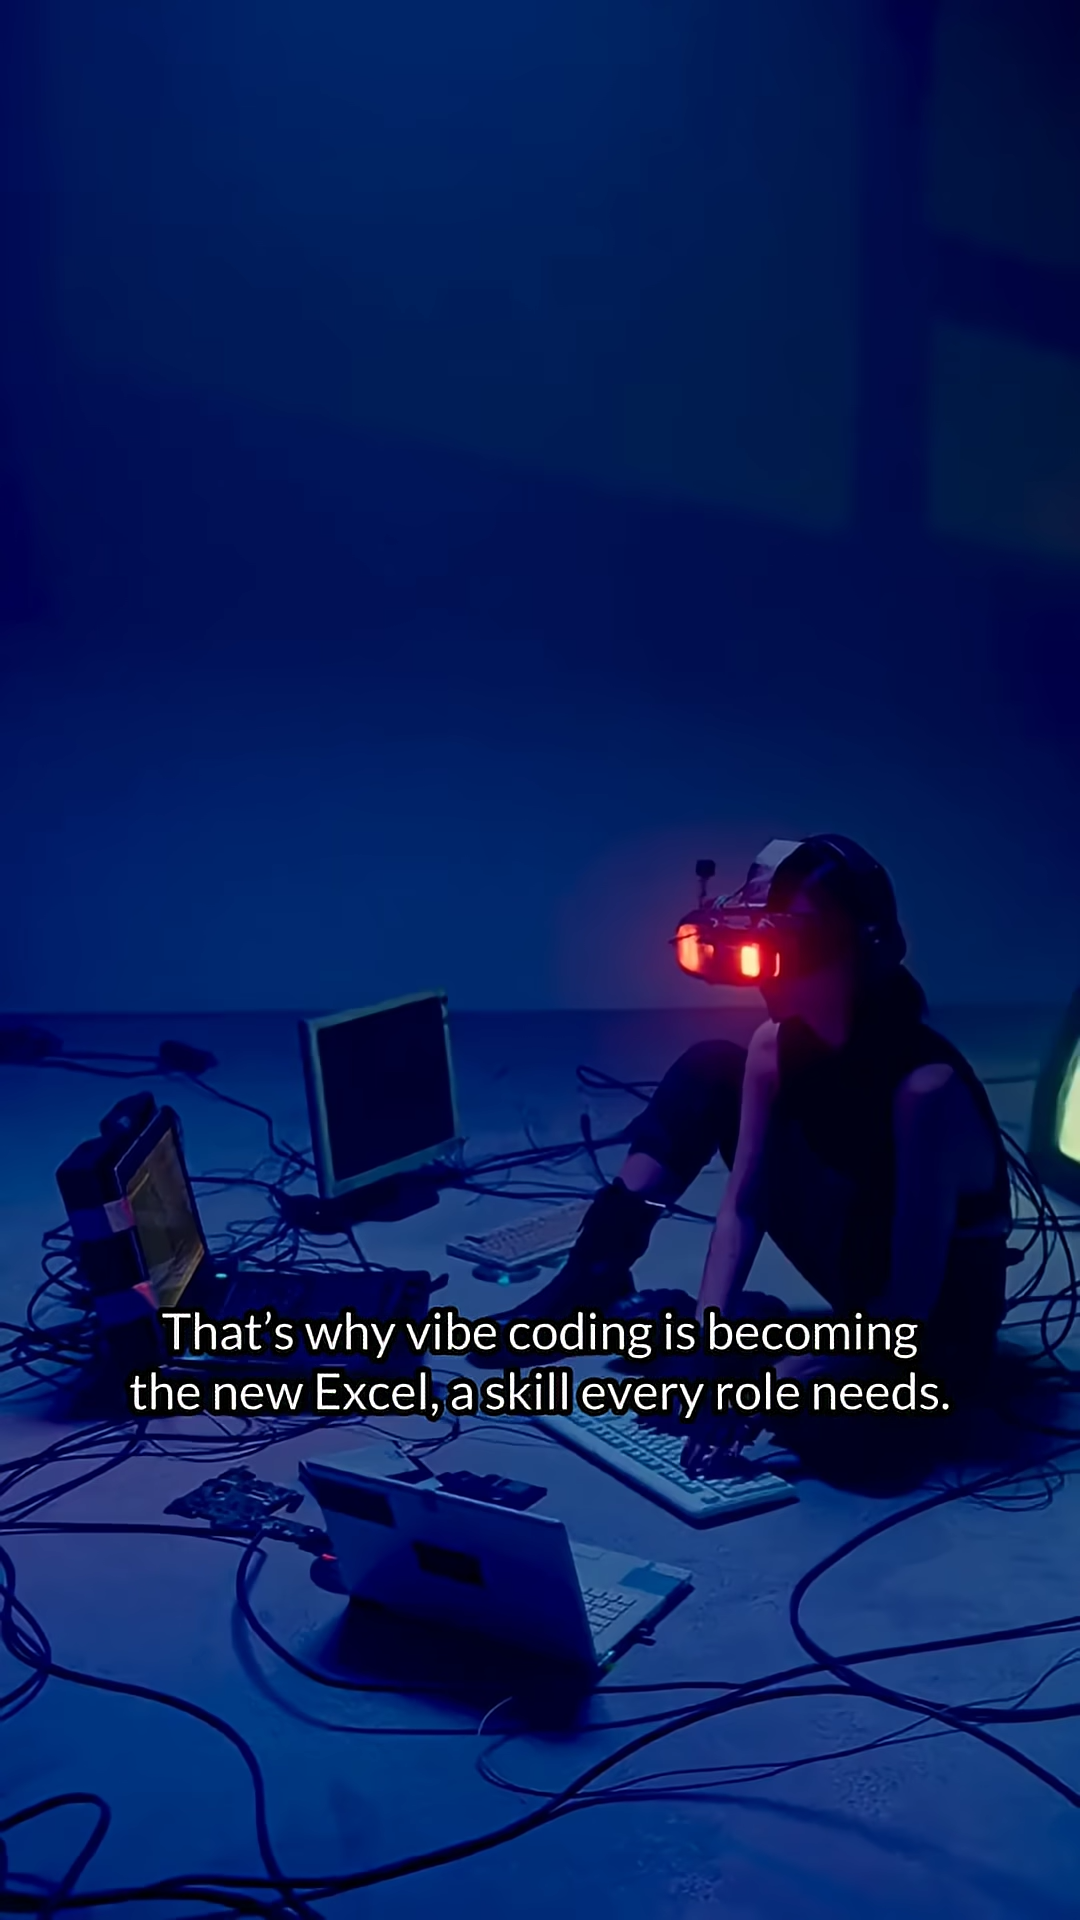 That’s why vibe coding is becoming
the new Excel, a skill every role needs.